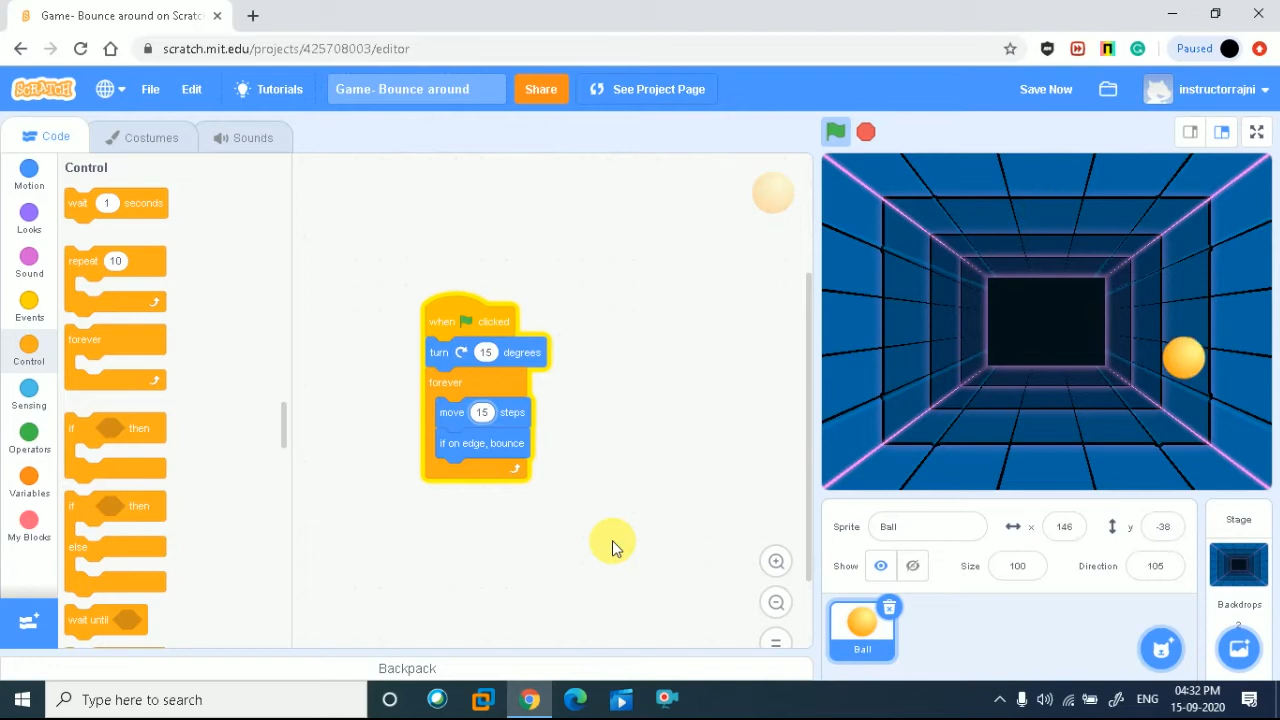 Game- Bounce around on Scratc
scratch.mit.edu/projects/425708003/editor
Paused
SCRATCH
File
Edit
Tutorials
Game- Bounce around
Share
See Project Page
Save Now
instructorrajni
Code
Costumes
Sounds
Motion
Looks
Sound
Events
Control
Sensing
Operators
Variables
My Blocks
Control
wait 1 seconds
repeat 10
forever
if then
if then
else
wait until
when clicked
turn 15 degrees
forever
move 15 steps
if on edge, bounce
Sprite Ball
x 146
y -38
Show
Size 100
Direction 105
Ball
Stage
Backdrops
2
Backpack
Type here to search
ENG
04:32 PM
15-09-2020